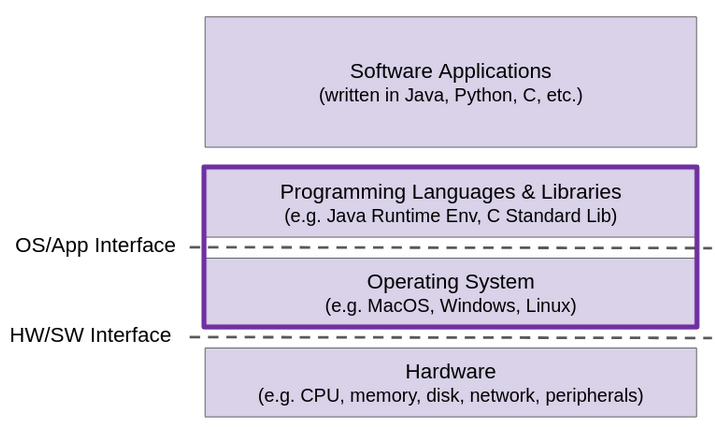 Software Applications
(written in Java, Python, C, etc.)
Programming Languages & Libraries
(e.g. Java Runtime Env, C Standard Lib)
OS/App Interface
Operating System
(e.g. MacOS, Windows, Linux)
HW/SW Interface
Hardware
(e.g. CPU, memory, disk, network, peripherals)